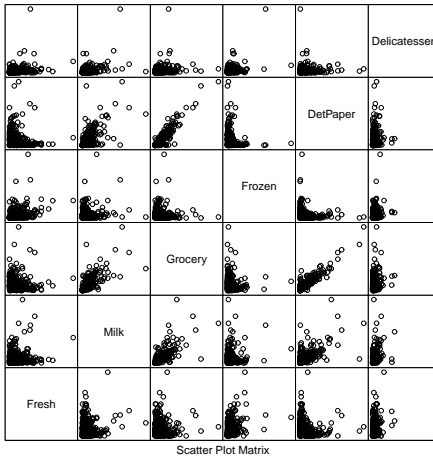 Delicatessen
DetPaper
Frozen
Grocery
Milk
Fresh
Scatter Plot Matrix